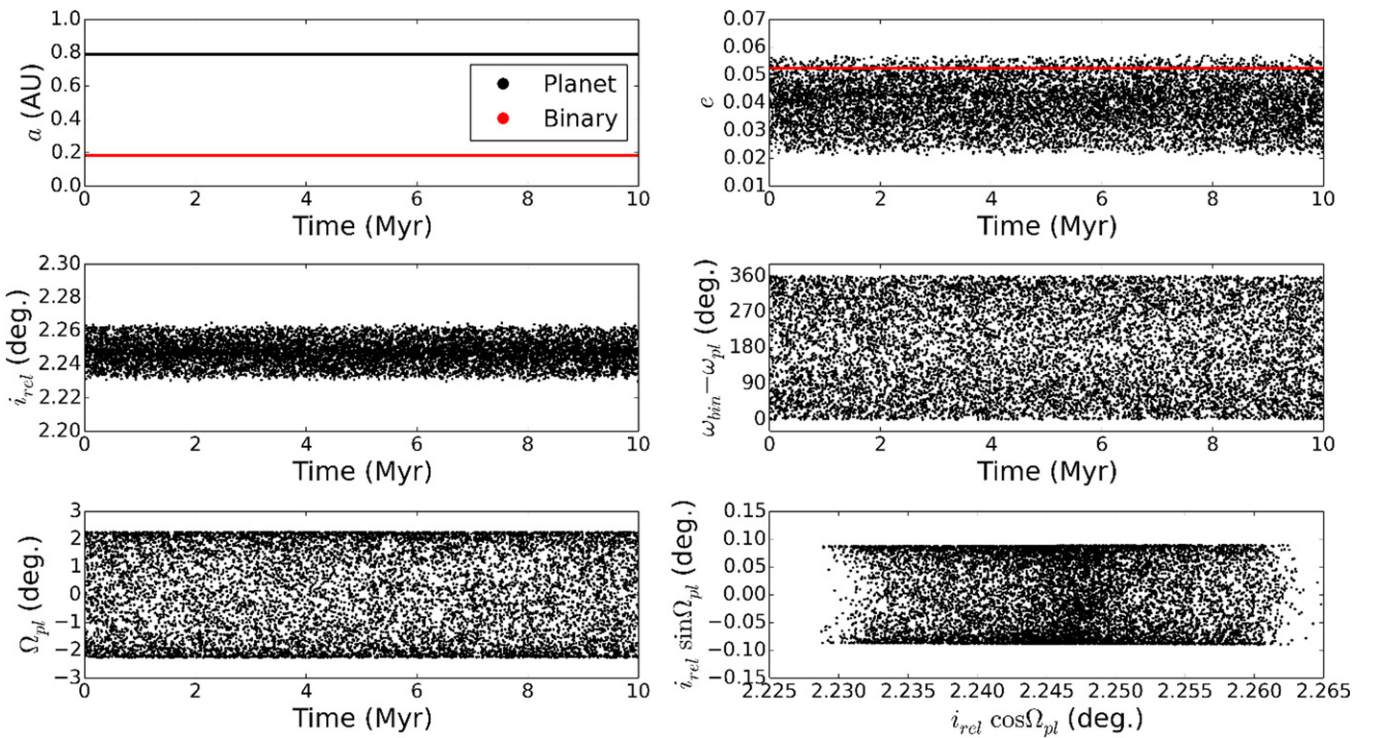 1.0
0.8
0.6
0.4
0.2
0.0
a (AU)
Planet
Binary
0 2 4 6 8 10
Time (Myr)
0.07
0.06
0.05
0.04
0.03
0.02
0.01
e
0 2 4 6 8 10
Time (Myr)
2.30
2.28
2.26
2.24
2.22
2.20
i_rel (deg.)
0 2 4 6 8 10
Time (Myr)
360
270
180
90
0
ω_bin−ω_pl (deg.)
0 2 4 6 8 10
Time (Myr)
3
2
1
0
−1
−2
−3
Ω_pl (deg.)
0 2 4 6 8 10
Time (Myr)
0.15
0.10
0.05
0.00
−0.05
−0.10
−0.15
i_rel sinΩ_pl (deg.)
2.225 2.230 2.235 2.240 2.245 2.250 2.255 2.260 2.265
i_rel cosΩ_pl (deg.)